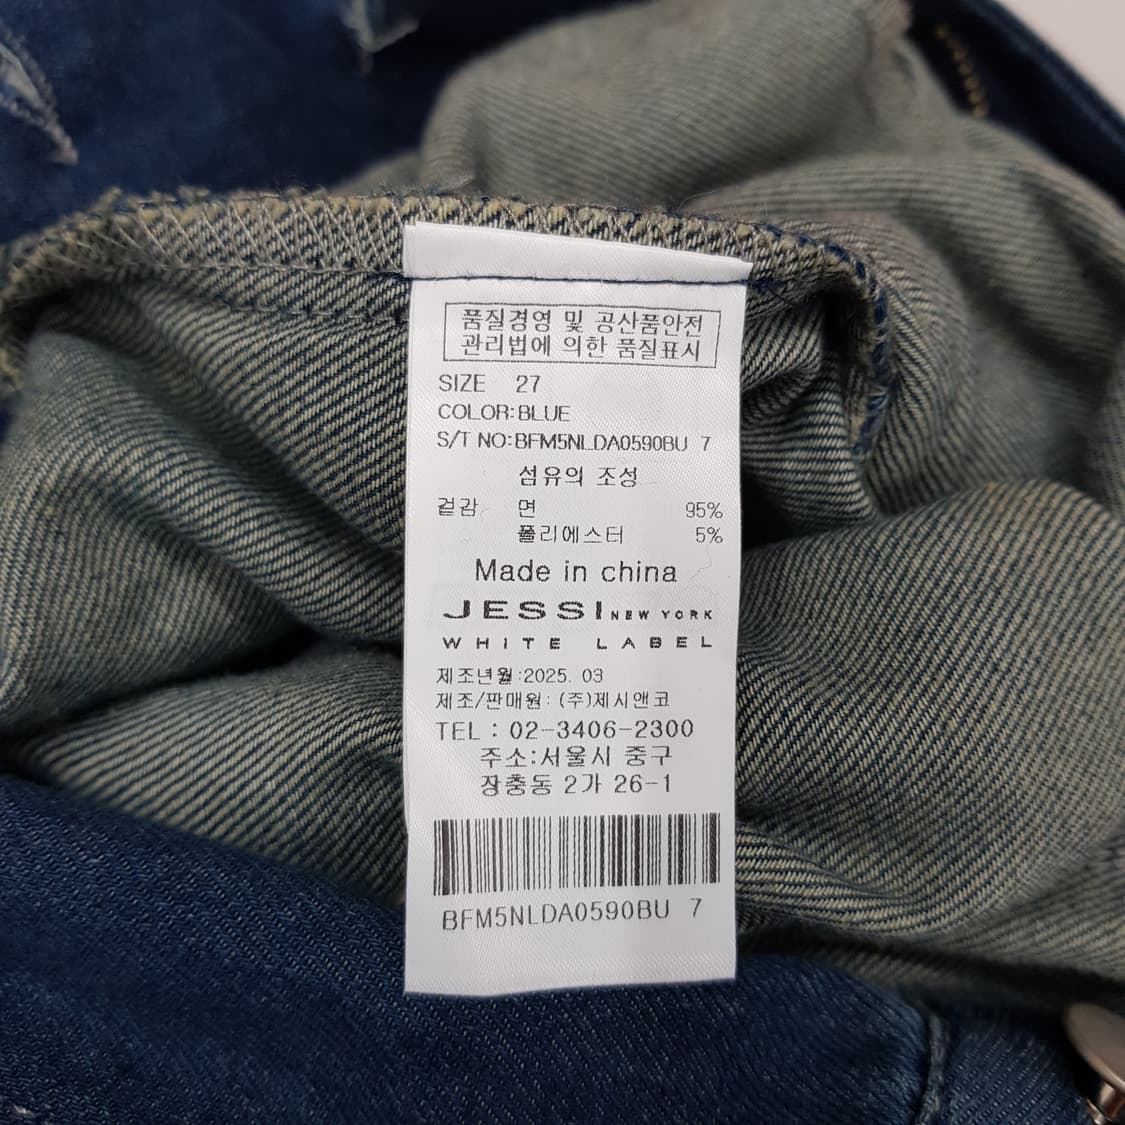 품질경영 및 공산품안전
관리법에 의한 품질표시
SIZE 27
COLOR:BLUE
S/T NO:BFM5NLDA0590BU 7
섬유의 조성
겉감 면 95%
폴리에스터 5%
Made in china
JESSI NEW YORK
WHITE LABEL
제조년월:2025. 03
제조/판매원: (주)제시앤코
TEL : 02-3406-2300
주소:서울시 중구
장충동 2가 26-1
BFM5NLDA0590BU 7